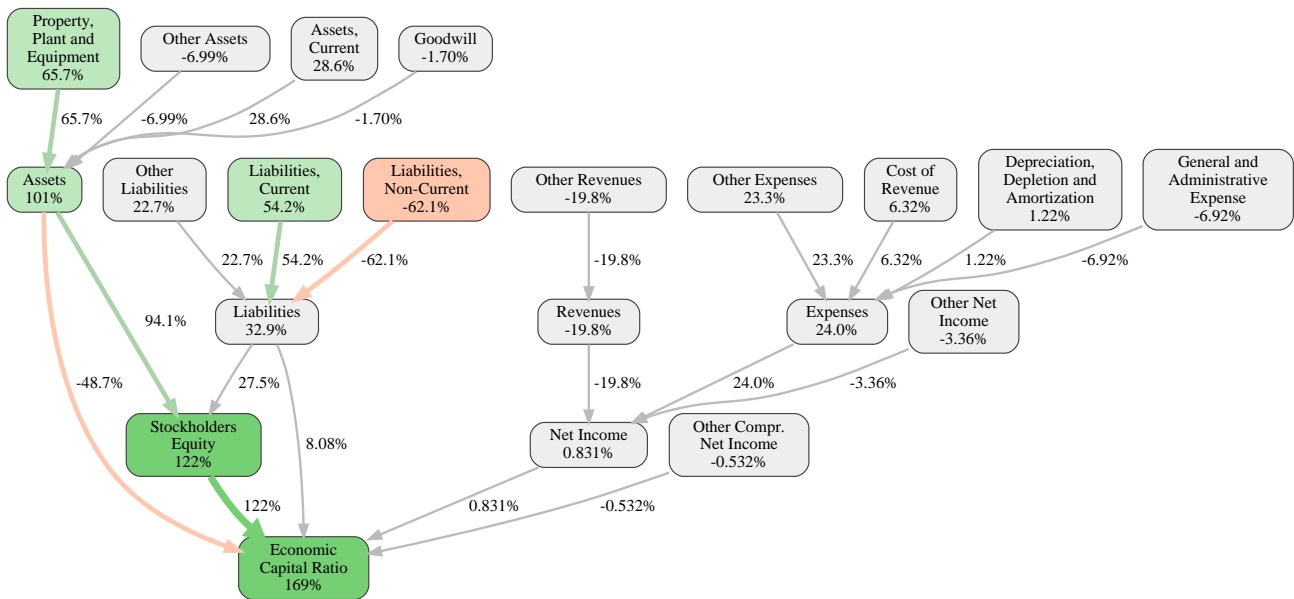 Property,
Plant and
Equipment
65.7%
Other Assets
-6.99%
Assets,
Current
28.6%
Goodwill
-1.70%
65.7%
-6.99%
28.6%
-1.70%
Assets
101%
Other
Liabilities
22.7%
Liabilities,
Current
54.2%
Liabilities,
Non-Current
-62.1%
Other Revenues
-19.8%
Other Expenses
23.3%
Cost of
Revenue
6.32%
Depreciation,
Depletion and
Amortization
1.22%
General and
Administrative
Expense
-6.92%
22.7%
54.2%
-62.1%
-19.8%
23.3%
6.32%
1.22%
-6.92%
Liabilities
32.9%
Revenues
-19.8%
Expenses
24.0%
Other Net
Income
-3.36%
94.1%
-48.7%
27.5%
-19.8%
24.0%
-3.36%
Stockholders
Equity
122%
8.08%
Net Income
0.831%
Other Compr.
Net Income
-0.532%
122%
0.831%
-0.532%
Economic
Capital Ratio
169%